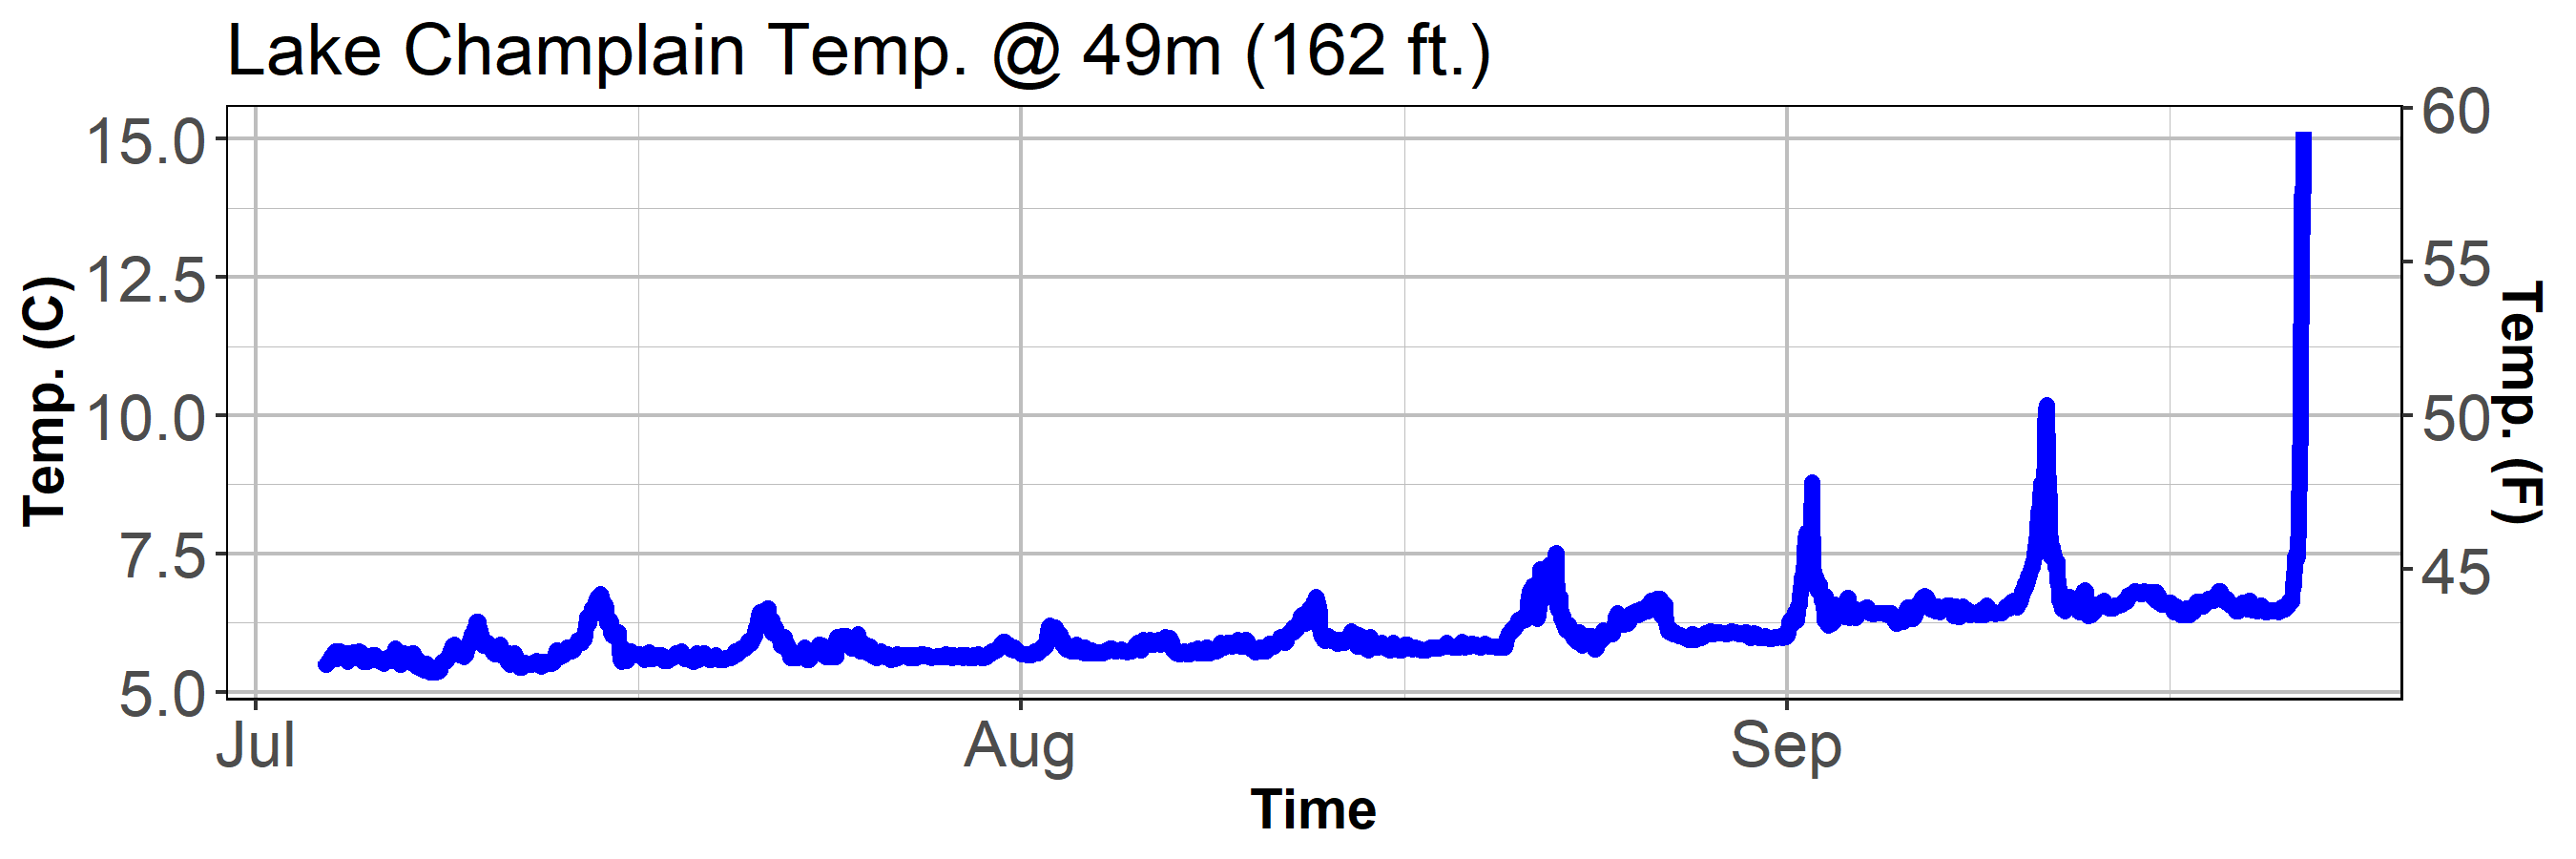 Lake Champlain Temp. @ 49m (162 ft.)
Temp. (C)
15.0
12.5
10.0
7.5
5.0
60
55
50
45
Temp. (F)
Jul Aug Sep
Time